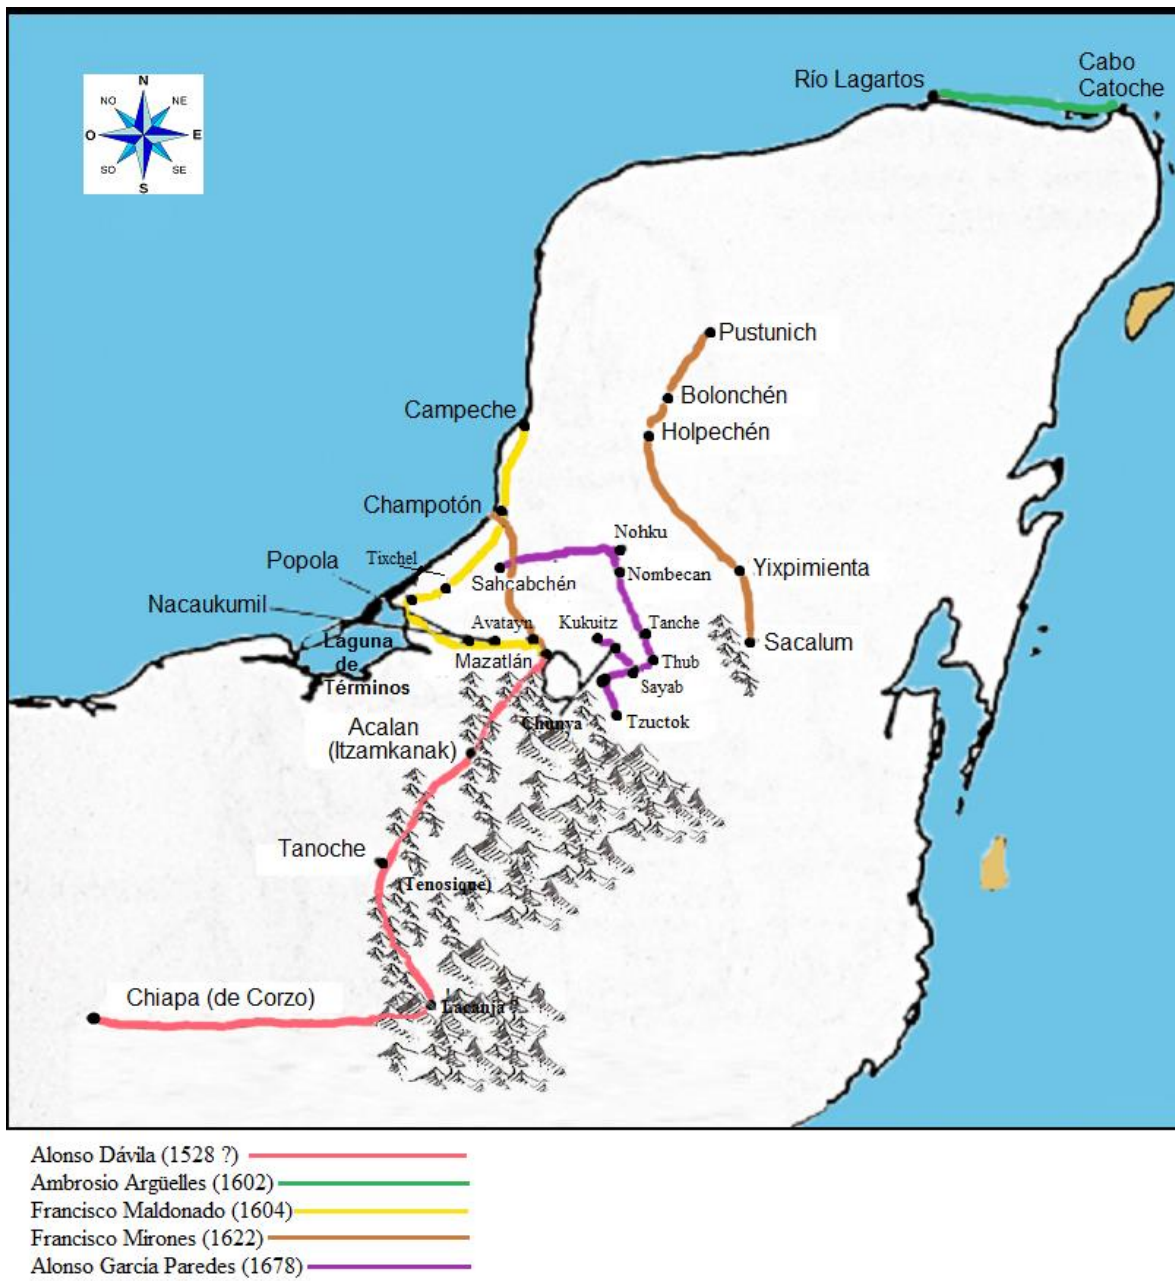 N
NO
NE
O
E
SO
SE
S
Río Lagartos
Cabo
Catoche
Pustunich
Bolonchén
Campeche
Holpechén
Champotón
Nohku
Popola
Tixchel
Sahcabchén
Nombecan
Yixpimienta
Nacaukumil
Avatayn
Kukuitz
Tanche
Laguna
de
Términos
Mazatlán
Sacalum
Thub
Sayab
Chunya
Tzuctok
Acalan
(Itzamkanak)
Tanoche
(Tenosique)
Chiapa (de Corzo)
Lacanja ?
Alonso Dávila (1528 ?)
Ambrosio Argüelles (1602)
Francisco Maldonado (1604)
Francisco Mirones (1622)
Alonso García Paredes (1678)